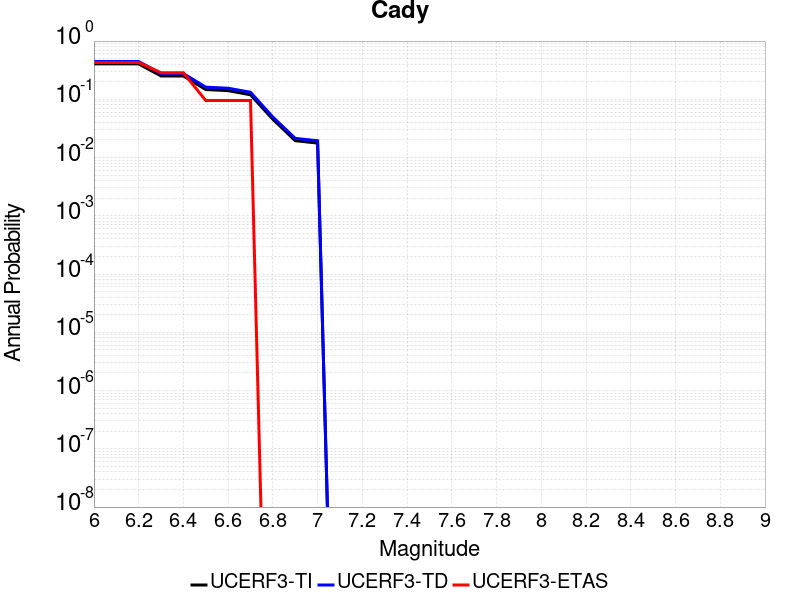 Cady
10^0
10^-1
10^-2
10^-3
10^-4
10^-5
10^-6
10^-7
10^-8
Annual Probability
6 6.2 6.4 6.6 6.8 7 7.2 7.4 7.6 7.8 8 8.2 8.4 8.6 8.8 9
Magnitude
UCERF3-TI UCERF3-TD UCERF3-ETAS